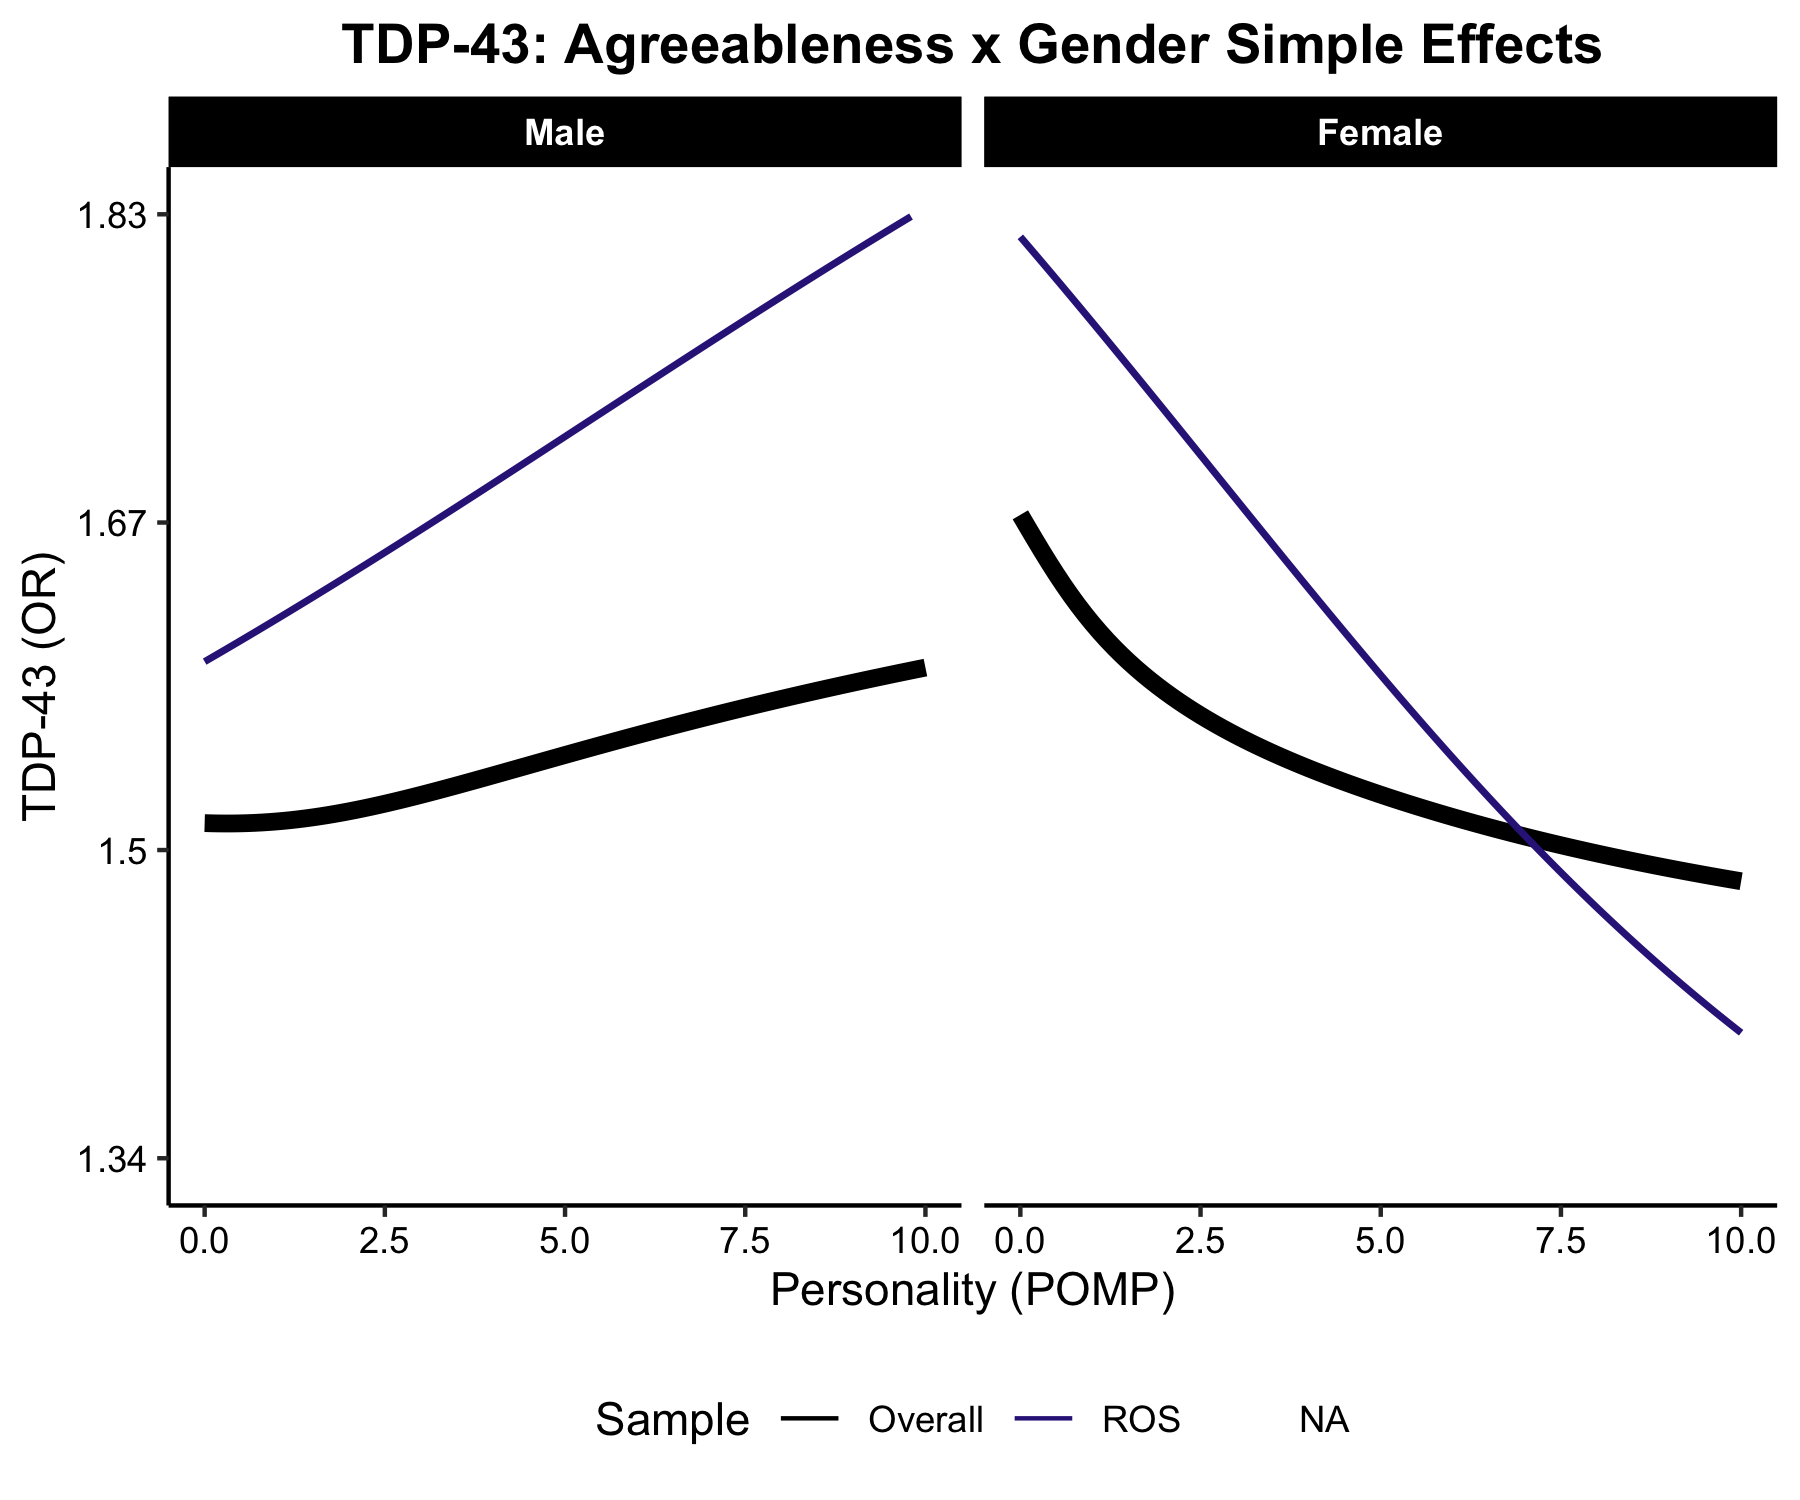 TDP-43: Agreeableness x Gender Simple Effects
Male
Female
TDP-43 (OR)
1.83
1.67
1.5
1.34
0.0 2.5 5.0 7.5 10.0
0.0 2.5 5.0 7.5 10.0
Personality (POMP)
Sample Overall ROS NA